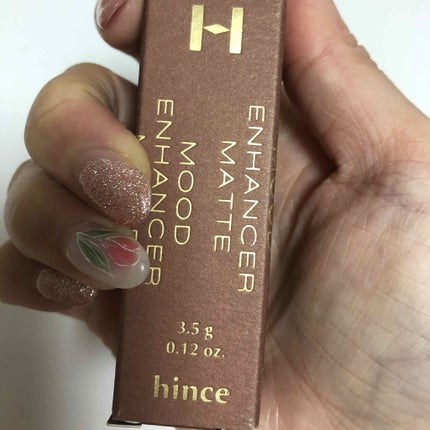 H
ENHANCER
MATTE
MOOD
ENHANCER
3.5 g
0.12 oz.
hince